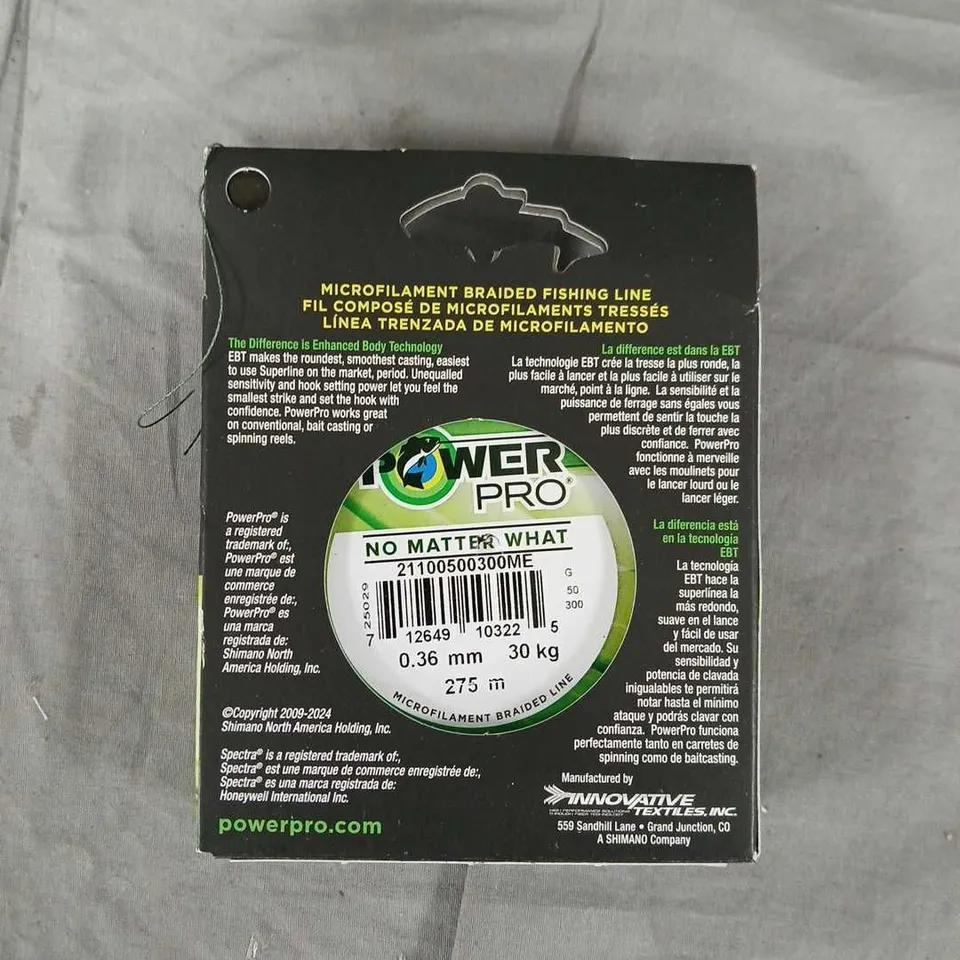 MICROFILAMENT BRAIDED FISHING LINE
FIL COMPOSÉ DE MICROFILAMENTS TRESSÉS
LÍNEA TRENZADA DE MICROFILAMENTO
The Difference is Enhanced Body Technology
EBT makes the roundest, smoothest casting, easiest
to use Superline on the market, period. Unequalled
sensitivity and hook setting power let you feel the
smallest strike and set the hook with
confidence. PowerPro works great
on conventional, bait casting or
spinning reels.
La difference est dans la EBT
La technologie EBT crée la tresse la plus ronde, la
plus facile à lancer et la plus facile à utiliser sur le
marché, point à la ligne. La sensibilité et la
puissance de ferrage sans égales vous
permettent de sentir la touche la
plus discrète et de ferrer avec
confiance. PowerPro
fonctionne à merveille
avec les moulinets pour
le lancer lourd ou le
lancer léger.
POWER
PRO®
NO MATTER WHAT
21100500300ME
G
50
300
725029
7 12649 10322 5
0.36 mm 30 kg
275 m
MICROFILAMENT BRAIDED LINE
PowerPro® is
a registered
trademark of:,
PowerPro® est
une marque de
commerce
enregistrée de:,
PowerPro® es
una marca
registrada de:
Shimano North
America Holding, Inc.
La diferencia está
en la tecnología
EBT
La tecnología
EBT hace la
superlínea la
más redondo,
suave en el lance
y fácil de usar
del mercado. Su
sensibilidad y
potencia de clavada
inigualables te permitirá
notar hasta el mínimo
ataque y podrás clavar con
confianza. PowerPro funciona
perfectamente tanto en carretes de
spinning como de baitcasting.
©Copyright 2009-2024
Shimano North America Holding, Inc.
Spectra® is a registered trademark of:,
Spectra® est une marque de commerce enregistrée de:,
Spectra® es una marca registrada de:
Honeywell International Inc.
powerpro.com
Manufactured by
INNOVATIVE
TEXTILES, INC.
HIGH PERFORMANCE SOLUTIONS
THROUGH FIBER TECHNOLOGY
559 Sandhill Lane • Grand Junction, CO
A SHIMANO Company